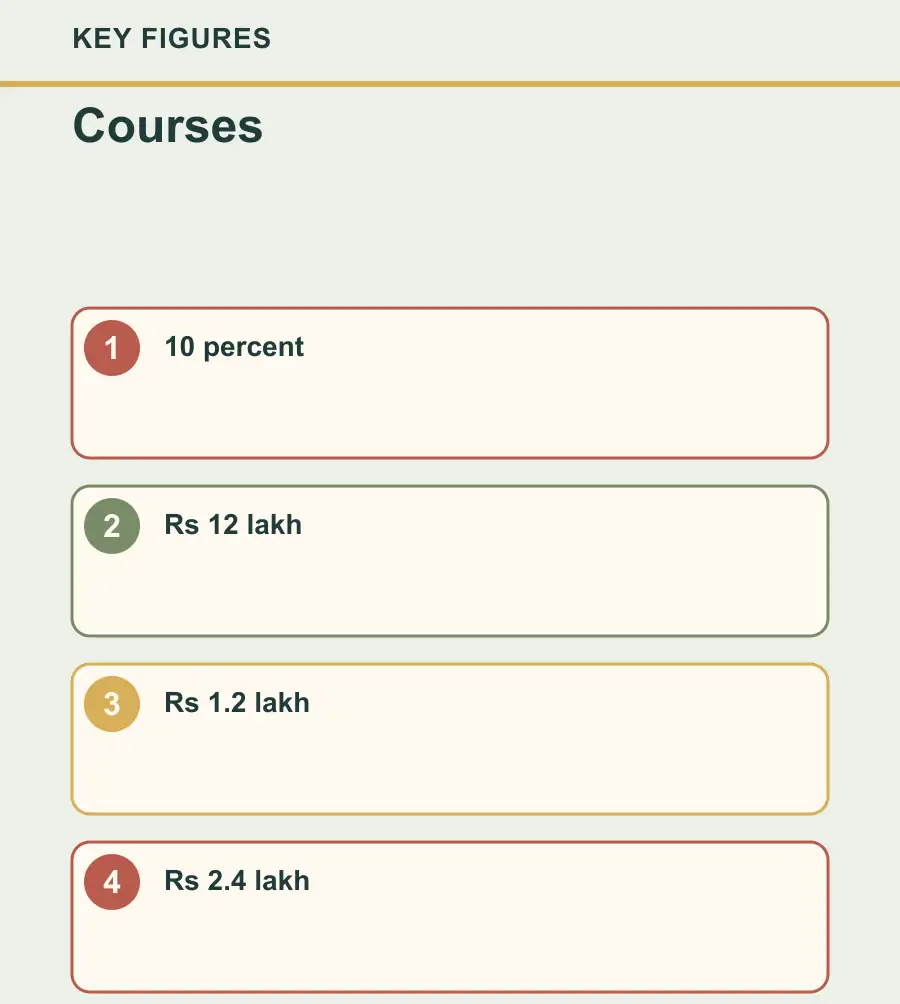 KEY FIGURES
Courses
1 10 percent
2 Rs 12 lakh
3 Rs 1.2 lakh
4 Rs 2.4 lakh